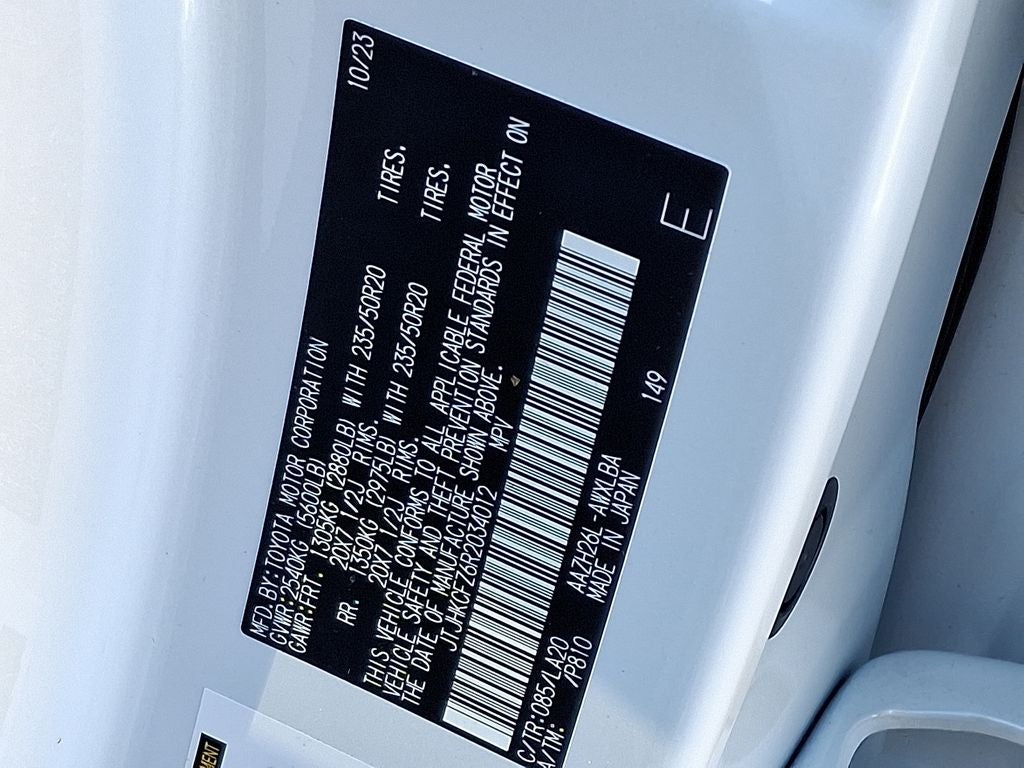 MFD. BY: TOYOTA MOTOR CORPORATION 10/23
GVWR: 2540KG (5600LB)
GAWR: FRT. 1305KG (2880LB) WITH 235/50R20 TIRES.
20X7 1/2J RIMS.
RR. 1350KG (2975LB) WITH 235/50R20 TIRES.
20X7 1/2J RIMS.
THIS VEHICLE CONFORMS TO ALL APPLICABLE FEDERAL MOTOR
VEHICLE SAFETY AND THEFT PREVENTION STANDARDS IN EFFECT ON
THE DATE OF MANUFACTURE SHOWN ABOVE.
JTJHKCFZ6R2034012 MPV
C/TR: 085/LA20 AAZH26L-AWXLBA 149 E
A/TM: /P810 MADE IN JAPAN
MENT